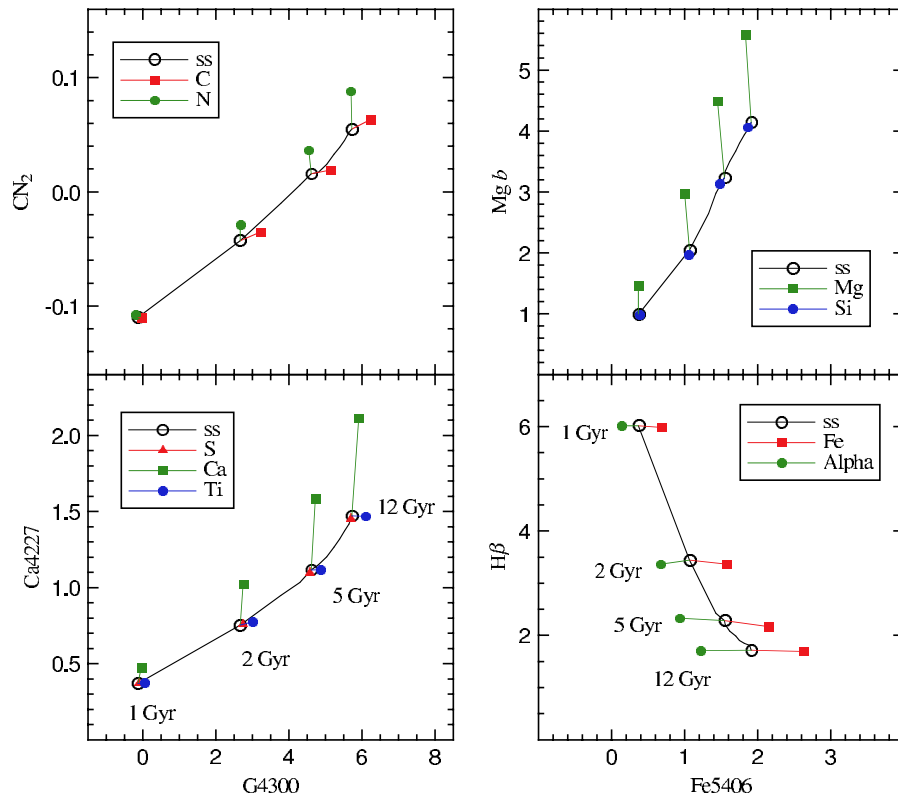 CN2
0.1
0.0
-0.1
ss
C
N
Mg b
5
4
3
2
1
ss
Mg
Si
Ca4227
2.0
1.5
1.0
0.5
ss
S
Ca
Ti
12 Gyr
5 Gyr
2 Gyr
1 Gyr
0
2
4
6
8
G4300
Hβ
6
4
2
ss
Fe
Alpha
1 Gyr
2 Gyr
5 Gyr
12 Gyr
0
1
2
3
Fe5406